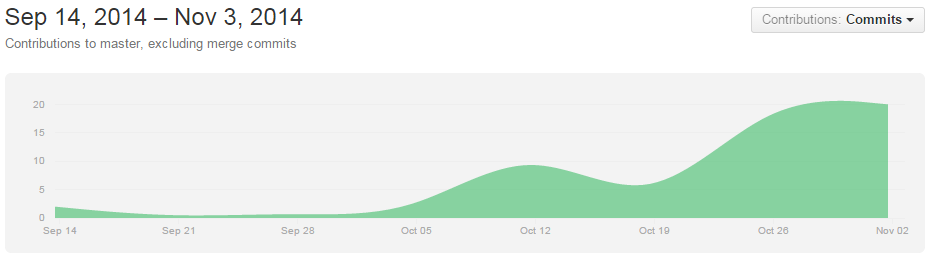 Sep 14, 2014 – Nov 3, 2014
Contributions: Commits
Contributions to master, excluding merge commits
20
15
10
5
0
Sep 14 Sep 21 Sep 28 Oct 05 Oct 12 Oct 19 Oct 26 Nov 02